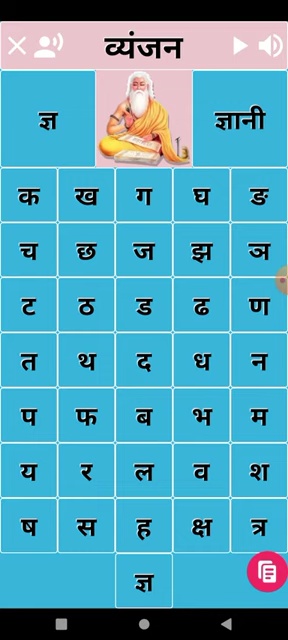 व्यंजन
ज्ञ ज्ञानी
क ख ग घ ङ
च छ ज झ ञ
ट ठ ड ढ ण
त थ द ध न
प फ ब भ म
य र ल व श
ष स ह क्ष त्र
ज्ञ